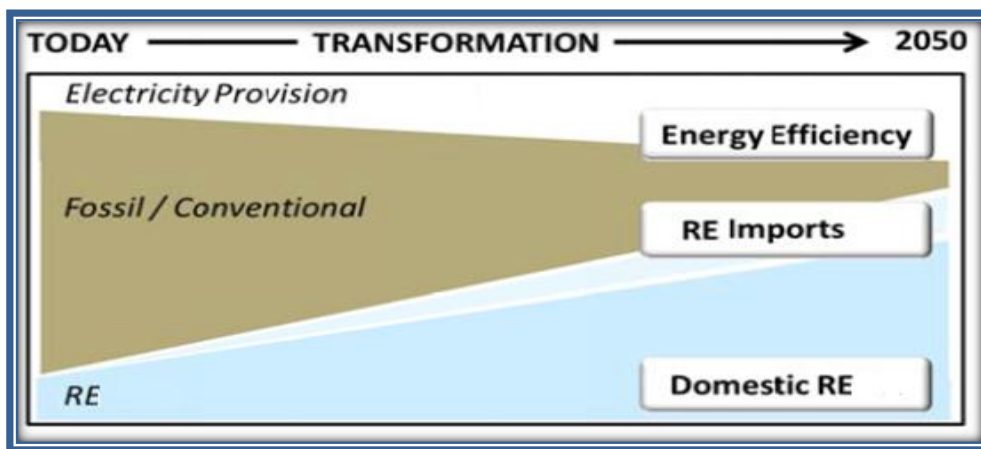 TODAY TRANSFORMATION 2050
Electricity Provision
Energy Efficiency
Fossil / Conventional
RE Imports
Domestic RE
RE